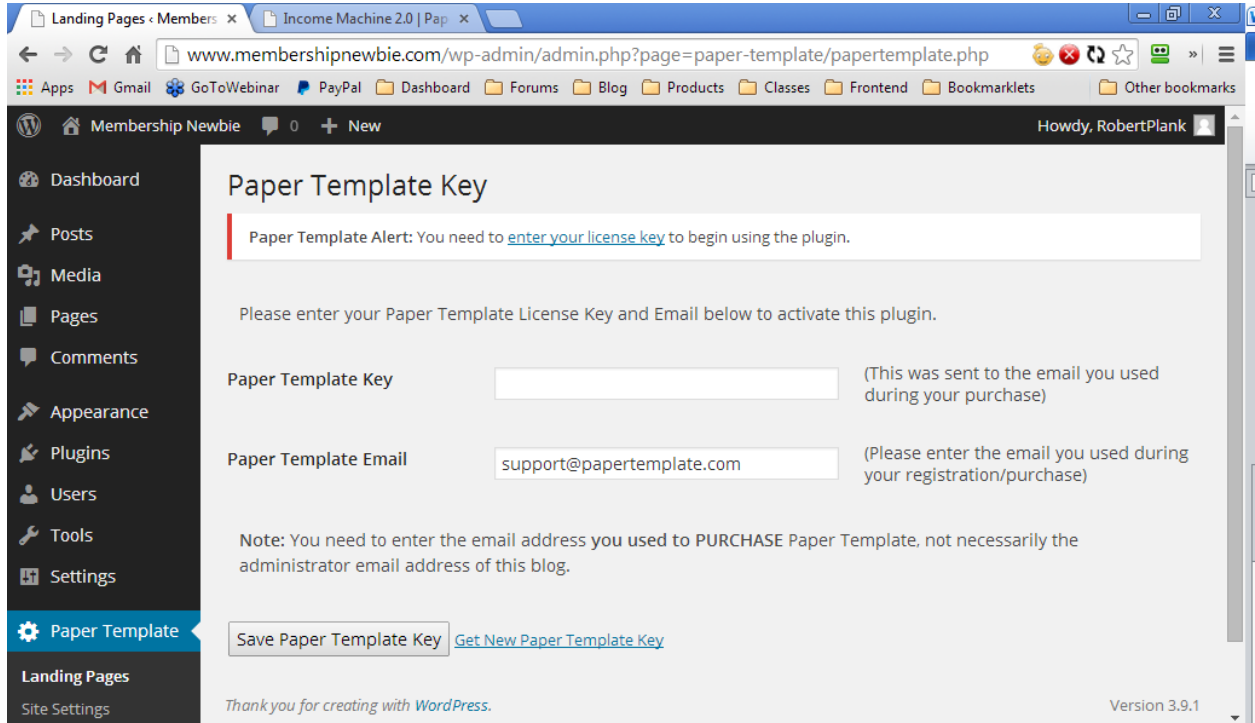 Landing Pages ‹ Members
Income Machine 2.0 | Pap
www.membershipnewbie.com/wp-admin/admin.php?page=paper-template/papertemplate.php
Apps Gmail GoToWebinar PayPal Dashboard Forums Blog Products Classes Frontend Bookmarklets Other bookmarks
Membership Newbie 0 + New Howdy, RobertPlank
Dashboard
Posts
Media
Pages
Comments
Appearance
Plugins
Users
Tools
Settings
Paper Template
Landing Pages
Site Settings
Paper Template Key
Paper Template Alert: You need to enter your license key to begin using the plugin.
Please enter your Paper Template License Key and Email below to activate this plugin.
Paper Template Key
(This was sent to the email you used
during your purchase)
Paper Template Email
support@papertemplate.com
(Please enter the email you used during
your registration/purchase)
Note: You need to enter the email address you used to PURCHASE Paper Template, not necessarily the
administrator email address of this blog.
Save Paper Template Key Get New Paper Template Key
Thank you for creating with WordPress. Version 3.9.1